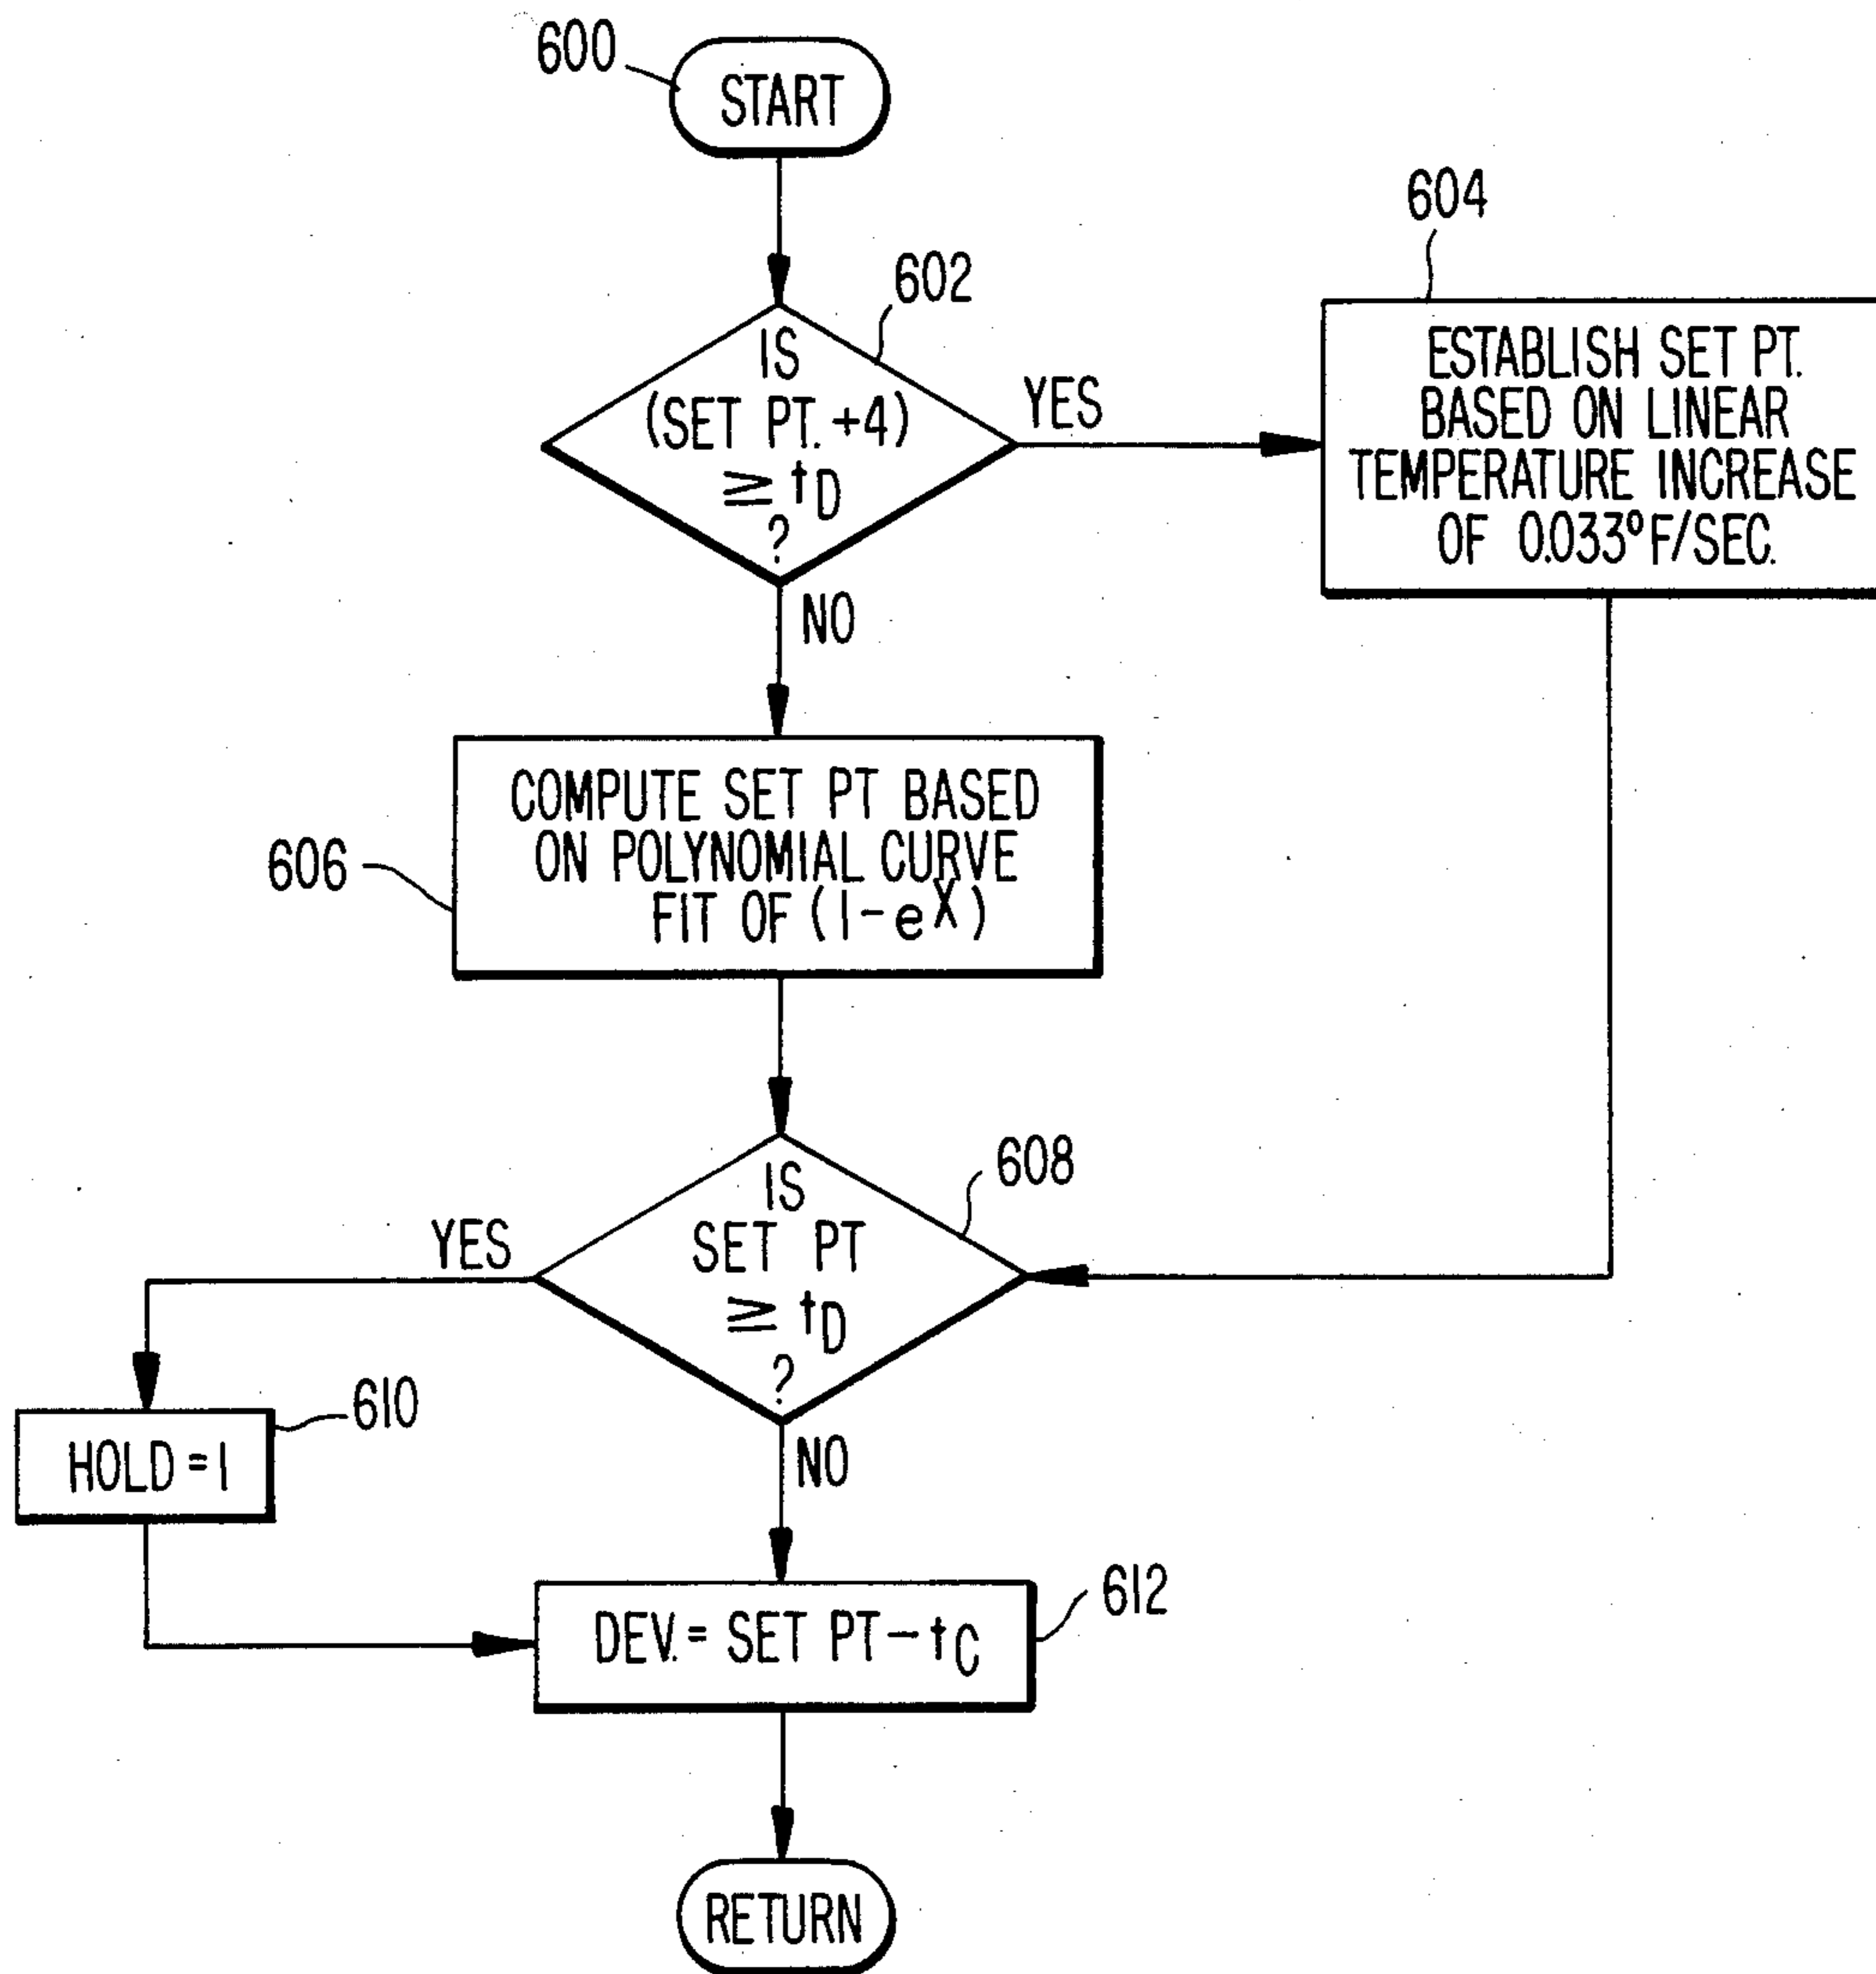 600
START
602
IS
(SET PT. +4)
≥ tD
?
YES
NO
604
ESTABLISH SET PT.
BASED ON LINEAR
TEMPERATURE INCREASE
OF 0.033°F/SEC.
606
COMPUTE SET PT BASED
ON POLYNOMIAL CURVE
FIT OF (1-eX)
608
IS
SET PT
≥ tD
?
YES
NO
610
HOLD = 1
612
DEV. = SET PT - tC
RETURN